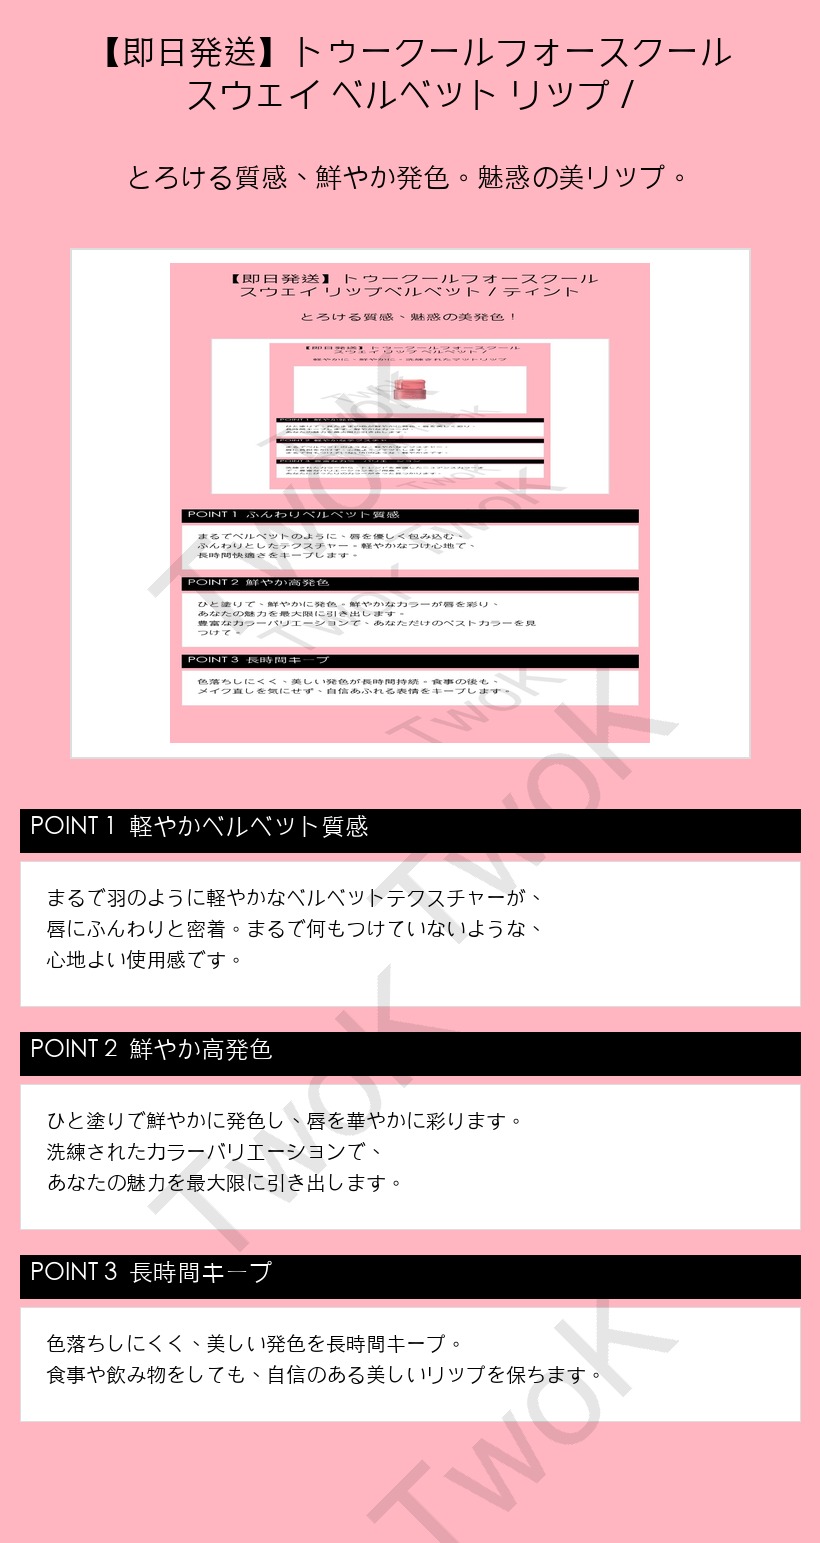 【即日発送】トゥークールフォースクール
スウェイ ベルベット リップ /
とろける質感、鮮やか発色。魅惑の美リップ。
【即日発送】トゥークールフォースクール
スウェイ リップベルベット / ティント
とろける質感、魅惑の美発色！
【即日発送】トゥークールフォースクール
スウェイ リップ ベルベット /
POINT 1 鮮やか発色
POINT 1 ふんわりベルベット質感
まるでベルベットのように、唇を優しく包み込む、
ふんわりとしたテクスチャー。軽やかなつけ心地で、
長時間快適さをキープします。
POINT 2 鮮やか高発色
ひと塗りで、鮮やかに発色。鮮やかなカラーが唇を彩り、
あなたの魅力を最大限に引き出します。
豊富なカラーバリエーションで、あなただけのベストカラーを見
つけて。
POINT 3 長時間キープ
色落ちしにくく、美しい発色が長時間持続。食事の後も、
メイク直しを気にせず、自信あふれる表情をキープします。
POINT 1 軽やかベルベット質感
まるで羽のように軽やかなベルベットテクスチャーが、
唇にふんわりと密着。まるで何もつけていないような、
心地よい使用感です。
POINT 2 鮮やか高発色
ひと塗りで鮮やかに発色し、唇を華やかに彩ります。
洗練されたカラーバリエーションで、
あなたの魅力を最大限に引き出します。
POINT 3 長時間キープ
色落ちしにくく、美しい発色を長時間キープ。
食事や飲み物をしても、自信のある美しいリップを保ちます。
TwoK
TwoK
TwoK
TwoK
TwoK
TwoK